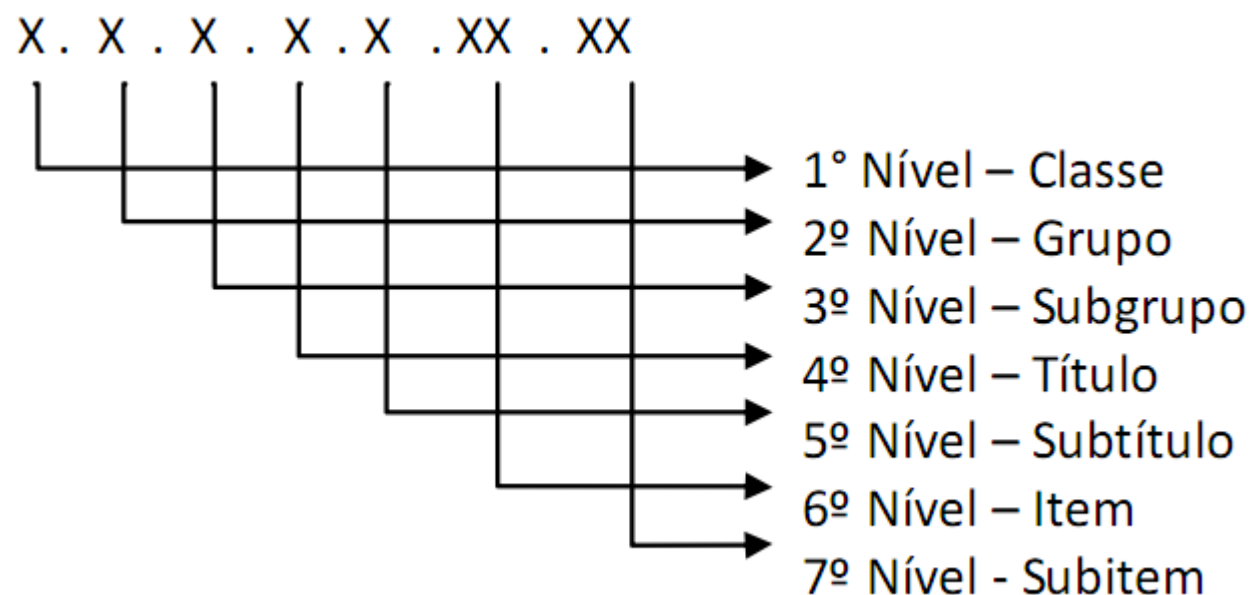 X . X . X . X . X . XX . XX
1° Nível – Classe
2º Nível – Grupo
3º Nível – Subgrupo
4º Nível – Título
5º Nível – Subtítulo
6º Nível – Item
7º Nível - Subitem